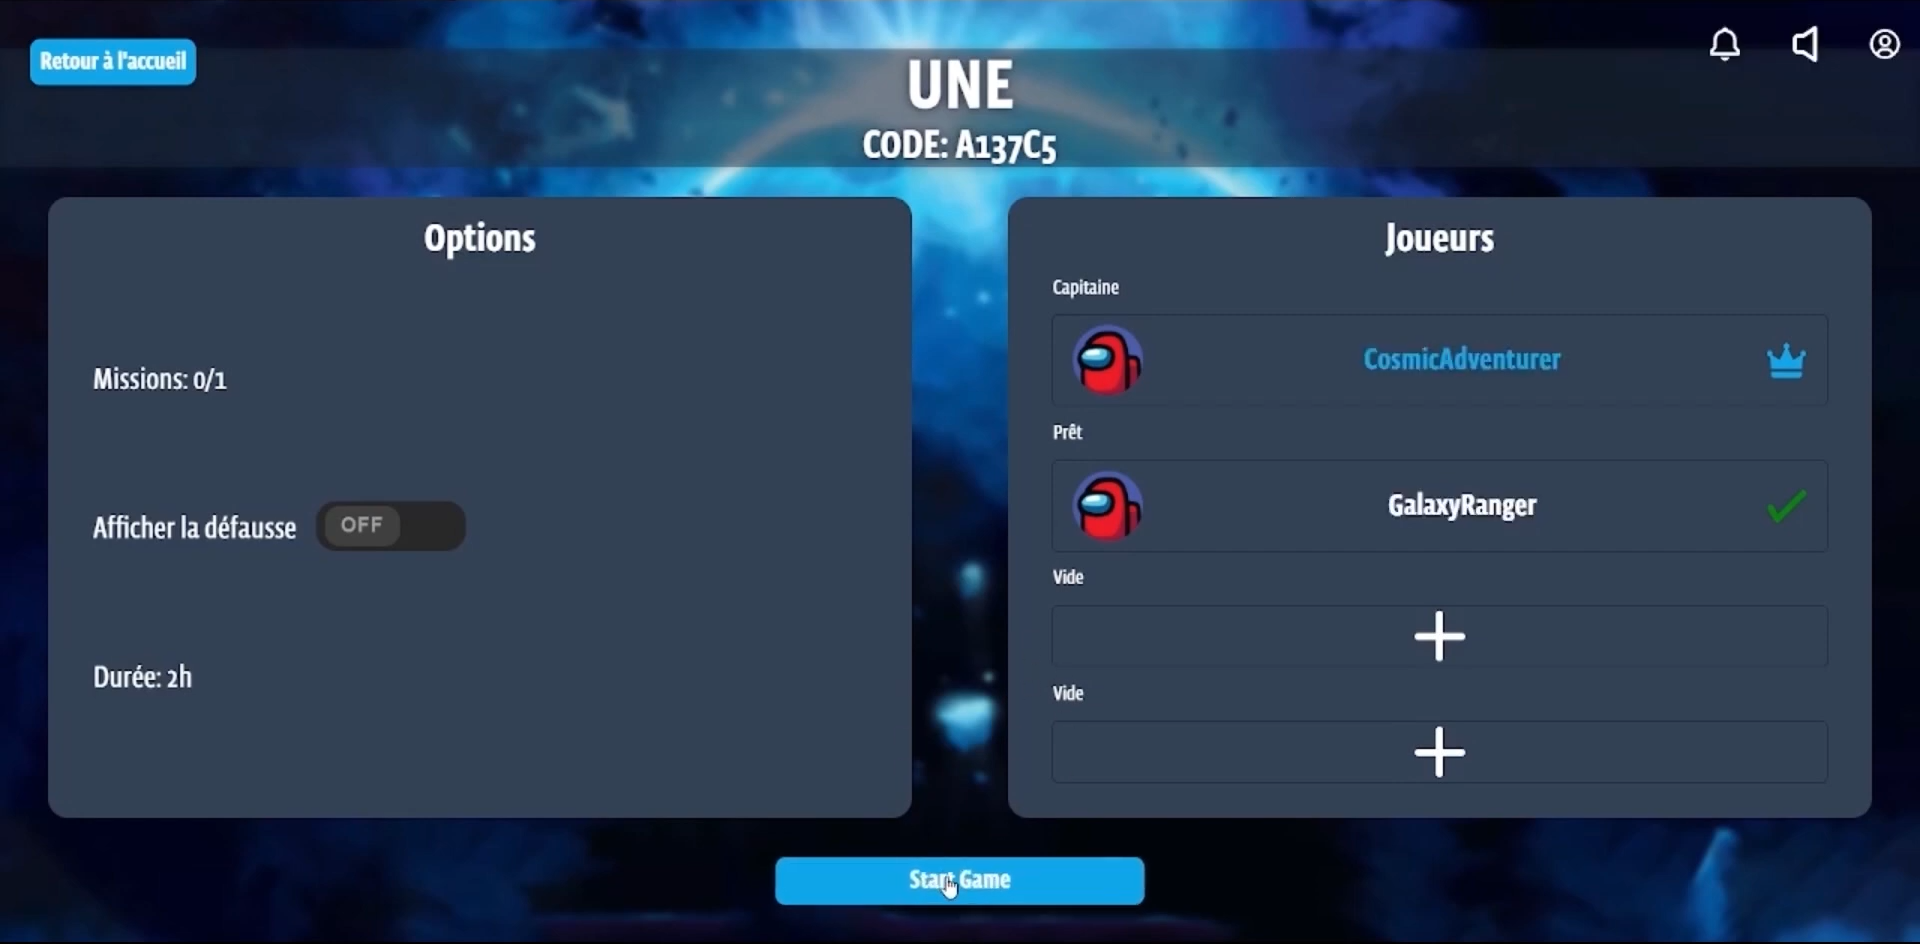 Retour à l'accueil
UNE
CODE: A137C5
Options
Missions: 0/1
Afficher la défausse
OFF
Durée: 2h
Joueurs
Capitaine
CosmicAdventurer
Prêt
GalaxyRanger
Vide
Vide
Start Game